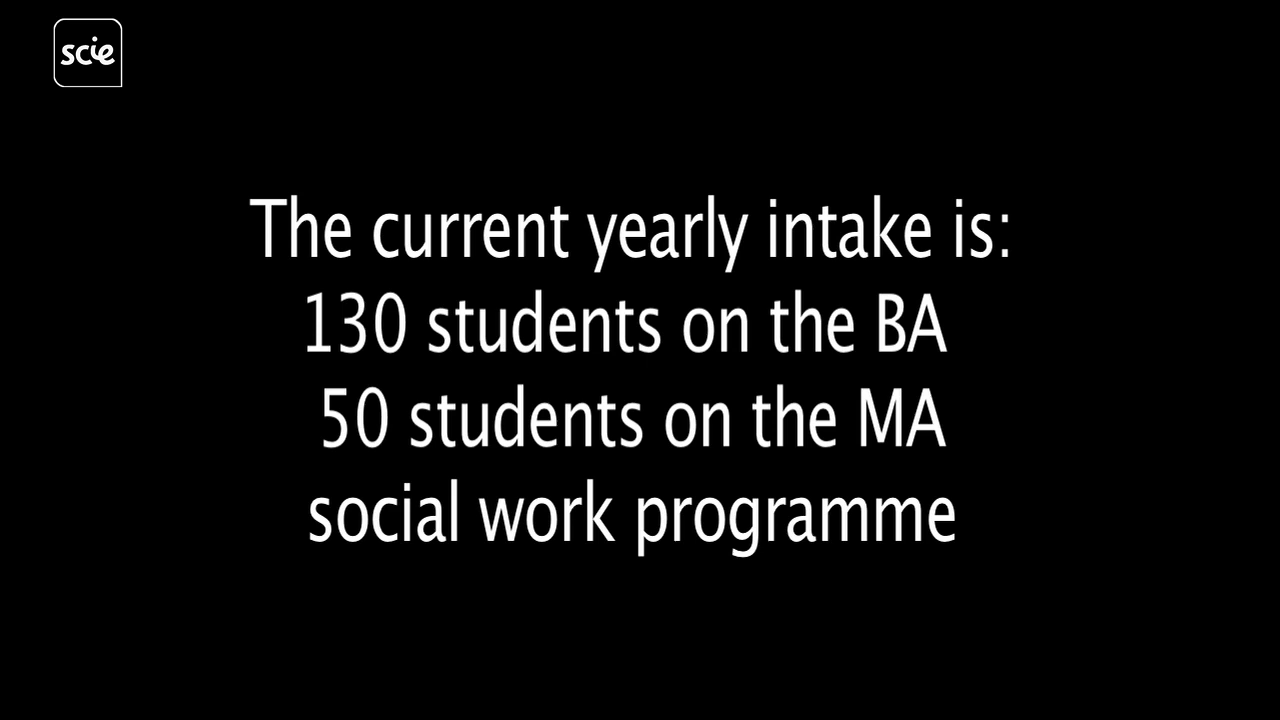 scie
The current yearly intake is:
130 students on the BA
50 students on the MA
social work programme